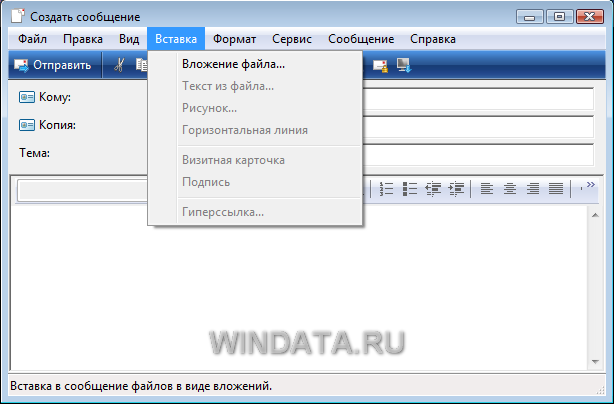 Создать сообщение
Файл Правка Вид Вставка Формат Сервис Сообщение Справка
Отправить
Вложение файла...
Текст из файла...
Рисунок...
Горизонтальная линия
Визитная карточка
Подпись
Гиперссылка...
Кому:
Копия:
Тема:
WINDATA.RU
Вставка в сообщение файлов в виде вложений.